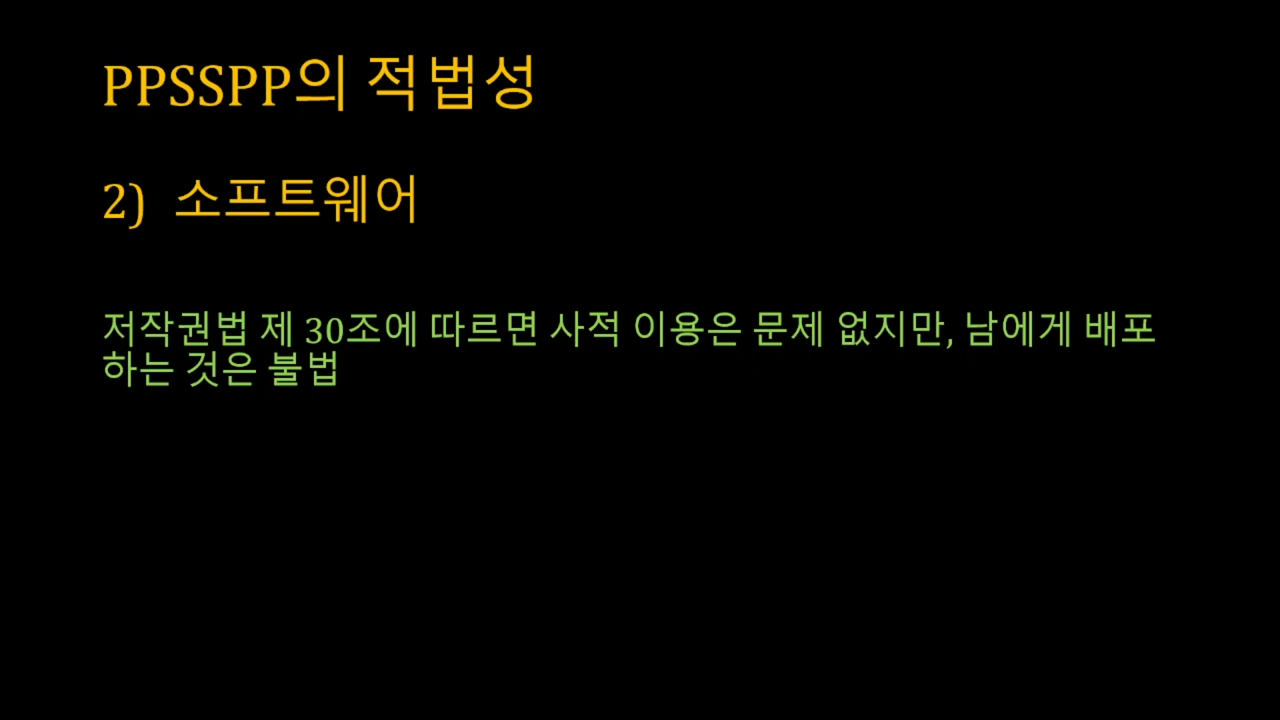 PPSSPP의 적법성
2) 소프트웨어
저작권법 제 30조에 따르면 사적 이용은 문제 없지만, 남에게 배포
하는 것은 불법